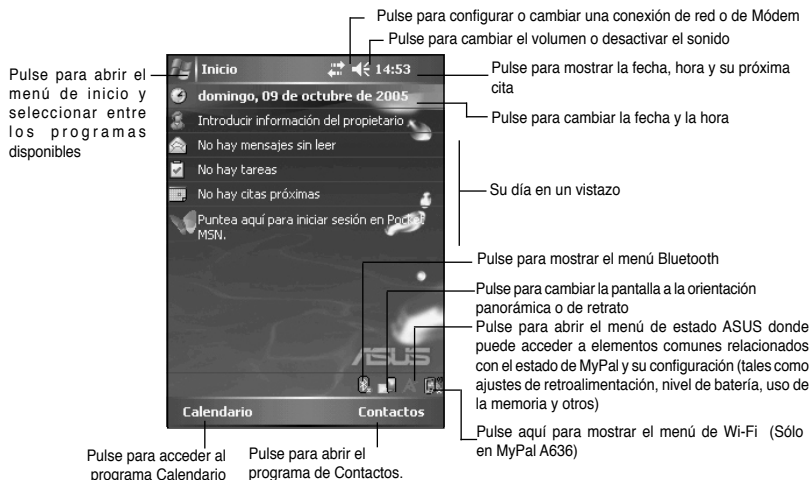 Pulse para configurar o cambiar una conexión de red o de Módem
Pulse para cambiar el volumen o desactivar el sonido
Pulse para abrir el
menú de inicio y
seleccionar entre
los programas
disponibles
Inicio
14:53
domingo, 09 de octubre de 2005
Introducir información del propietario
No hay mensajes sin leer
No hay tareas
No hay citas próximas
Puntea aquí para iniciar sesión en Pocket
MSN.
ASUS
Calendario
Contactos
Pulse para mostrar la fecha, hora y su próxima
cita
Pulse para cambiar la fecha y la hora
Su día en un vistazo
Pulse para mostrar el menú Bluetooth
Pulse para cambiar la pantalla a la orientación
panorámica o de retrato
Pulse para abrir el menú de estado ASUS donde
puede acceder a elementos comunes relacionados
con el estado de MyPal y su configuración (tales como
ajustes de retroalimentación, nivel de batería, uso de
la memoria y otros)
Pulse aquí para mostrar el menú de Wi-Fi (Sólo
en MyPal A636)
Pulse para acceder al
programa Calendario
Pulse para abrir el
programa de Contactos.